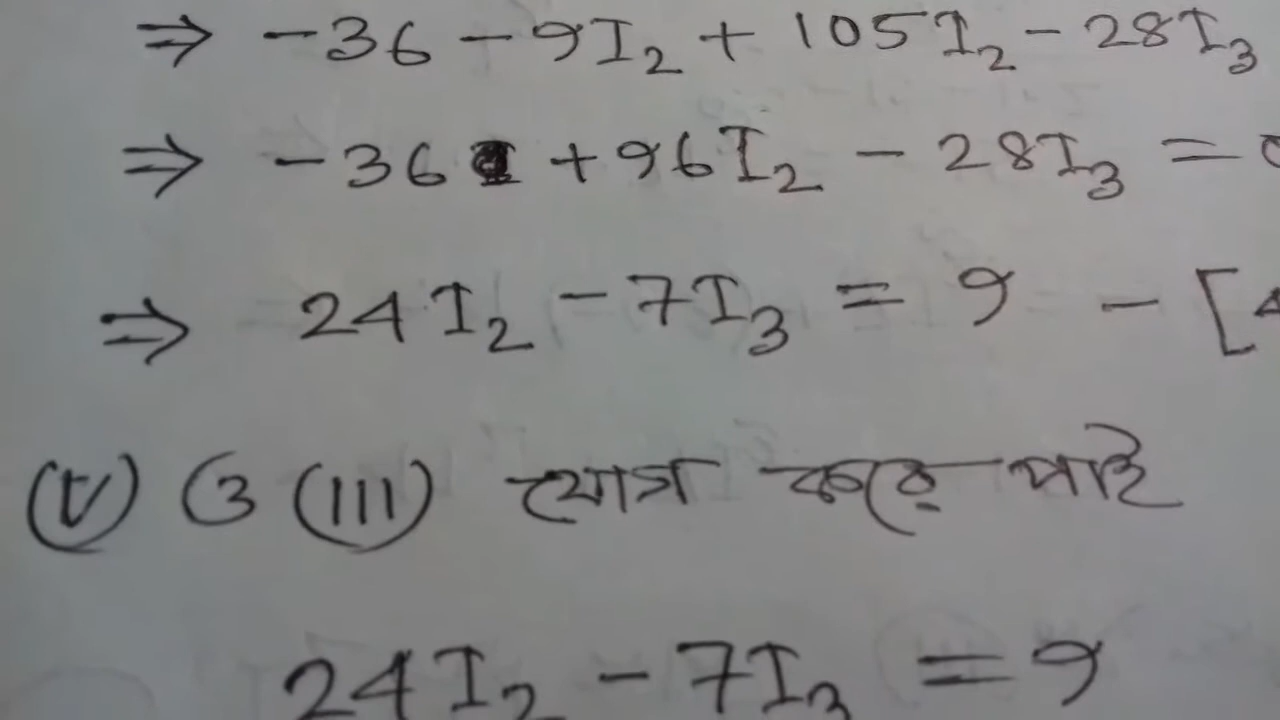 ⇒ -36 - 9I₂ + 105I₂ - 28I₃
⇒ -36 + 96I₂ - 28I₃ =
⇒ 24I₂ - 7I₃ = 9 - [
(V) ও (III) যোগ করে পাই
24I₂ - 7I₃ = 9